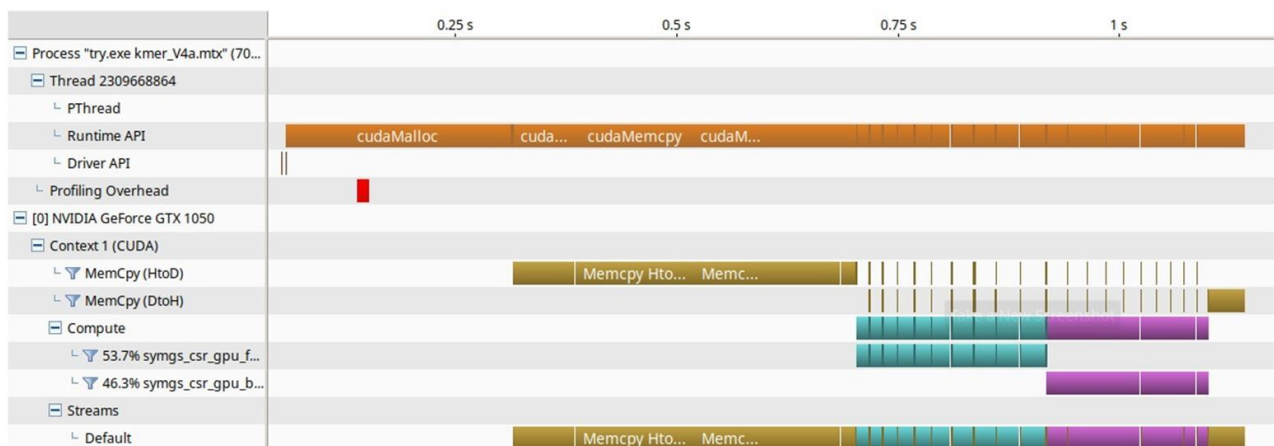 0.25 s 0.5 s 0.75 s 1 s
Process "try.exe kmer_V4a.mtx" (70...
Thread 2309668864
PThread
Runtime API cudaMalloc cuda... cudaMemcpy cudaM...
Driver API
Profiling Overhead
[0] NVIDIA GeForce GTX 1050
Context 1 (CUDA)
MemCpy (HtoD) Memcpy Hto... Memc...
MemCpy (DtoH)
Compute
53.7% symgs_csr_gpu_f...
46.3% symgs_csr_gpu_b...
Streams
Default Memcpy Hto... Memc...